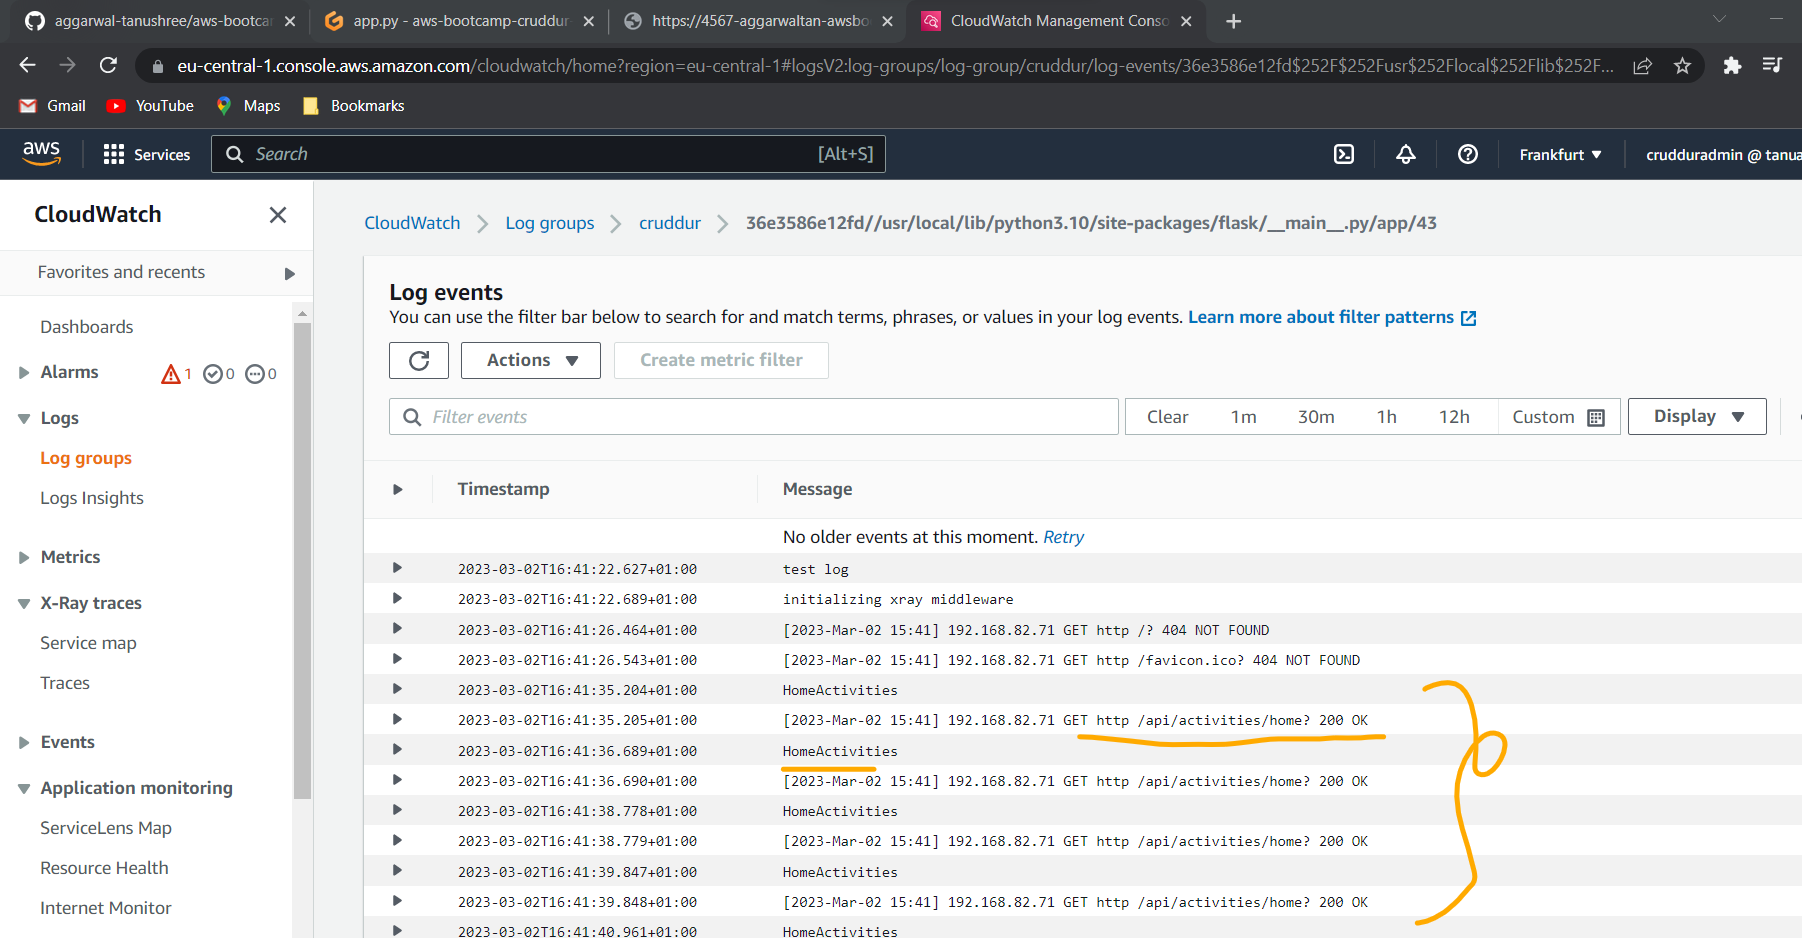 aggarwal-tanushree/aws-bootcar
app.py - aws-bootcamp-cruddur
https://4567-aggarwaltan-awsbo
CloudWatch Management Conso
eu-central-1.console.aws.amazon.com/cloudwatch/home?region=eu-central-1#logsV2:log-groups/log-group/cruddur/log-events/36e3586e12fd$252F$252Fusr$252Flocal$252Flib$252F...
Gmail YouTube Maps Bookmarks
aws Services Search [Alt+S] Frankfurt crudduradmin @ tanua
CloudWatch
Favorites and recents
Dashboards
Alarms 1 0 0
Logs
Log groups
Logs Insights
Metrics
X-Ray traces
Service map
Traces
Events
Application monitoring
ServiceLens Map
Resource Health
Internet Monitor
CloudWatch Log groups cruddur 36e3586e12fd//usr/local/lib/python3.10/site-packages/flask/__main__.py/app/43
Log events
You can use the filter bar below to search for and match terms, phrases, or values in your log events. Learn more about filter patterns
Actions Create metric filter
Filter events Clear 1m 30m 1h 12h Custom Display
Timestamp Message
No older events at this moment. Retry
2023-03-02T16:41:22.627+01:00 test log
2023-03-02T16:41:22.689+01:00 initializing xray middleware
2023-03-02T16:41:26.464+01:00 [2023-Mar-02 15:41] 192.168.82.71 GET http /? 404 NOT FOUND
2023-03-02T16:41:26.543+01:00 [2023-Mar-02 15:41] 192.168.82.71 GET http /favicon.ico? 404 NOT FOUND
2023-03-02T16:41:35.204+01:00 HomeActivities
2023-03-02T16:41:35.205+01:00 [2023-Mar-02 15:41] 192.168.82.71 GET http /api/activities/home? 200 OK
2023-03-02T16:41:36.689+01:00 HomeActivities
2023-03-02T16:41:36.690+01:00 [2023-Mar-02 15:41] 192.168.82.71 GET http /api/activities/home? 200 OK
2023-03-02T16:41:38.778+01:00 HomeActivities
2023-03-02T16:41:38.779+01:00 [2023-Mar-02 15:41] 192.168.82.71 GET http /api/activities/home? 200 OK
2023-03-02T16:41:39.847+01:00 HomeActivities
2023-03-02T16:41:39.848+01:00 [2023-Mar-02 15:41] 192.168.82.71 GET http /api/activities/home? 200 OK
2023-03-02T16:41:40.961+01:00 HomeActivities